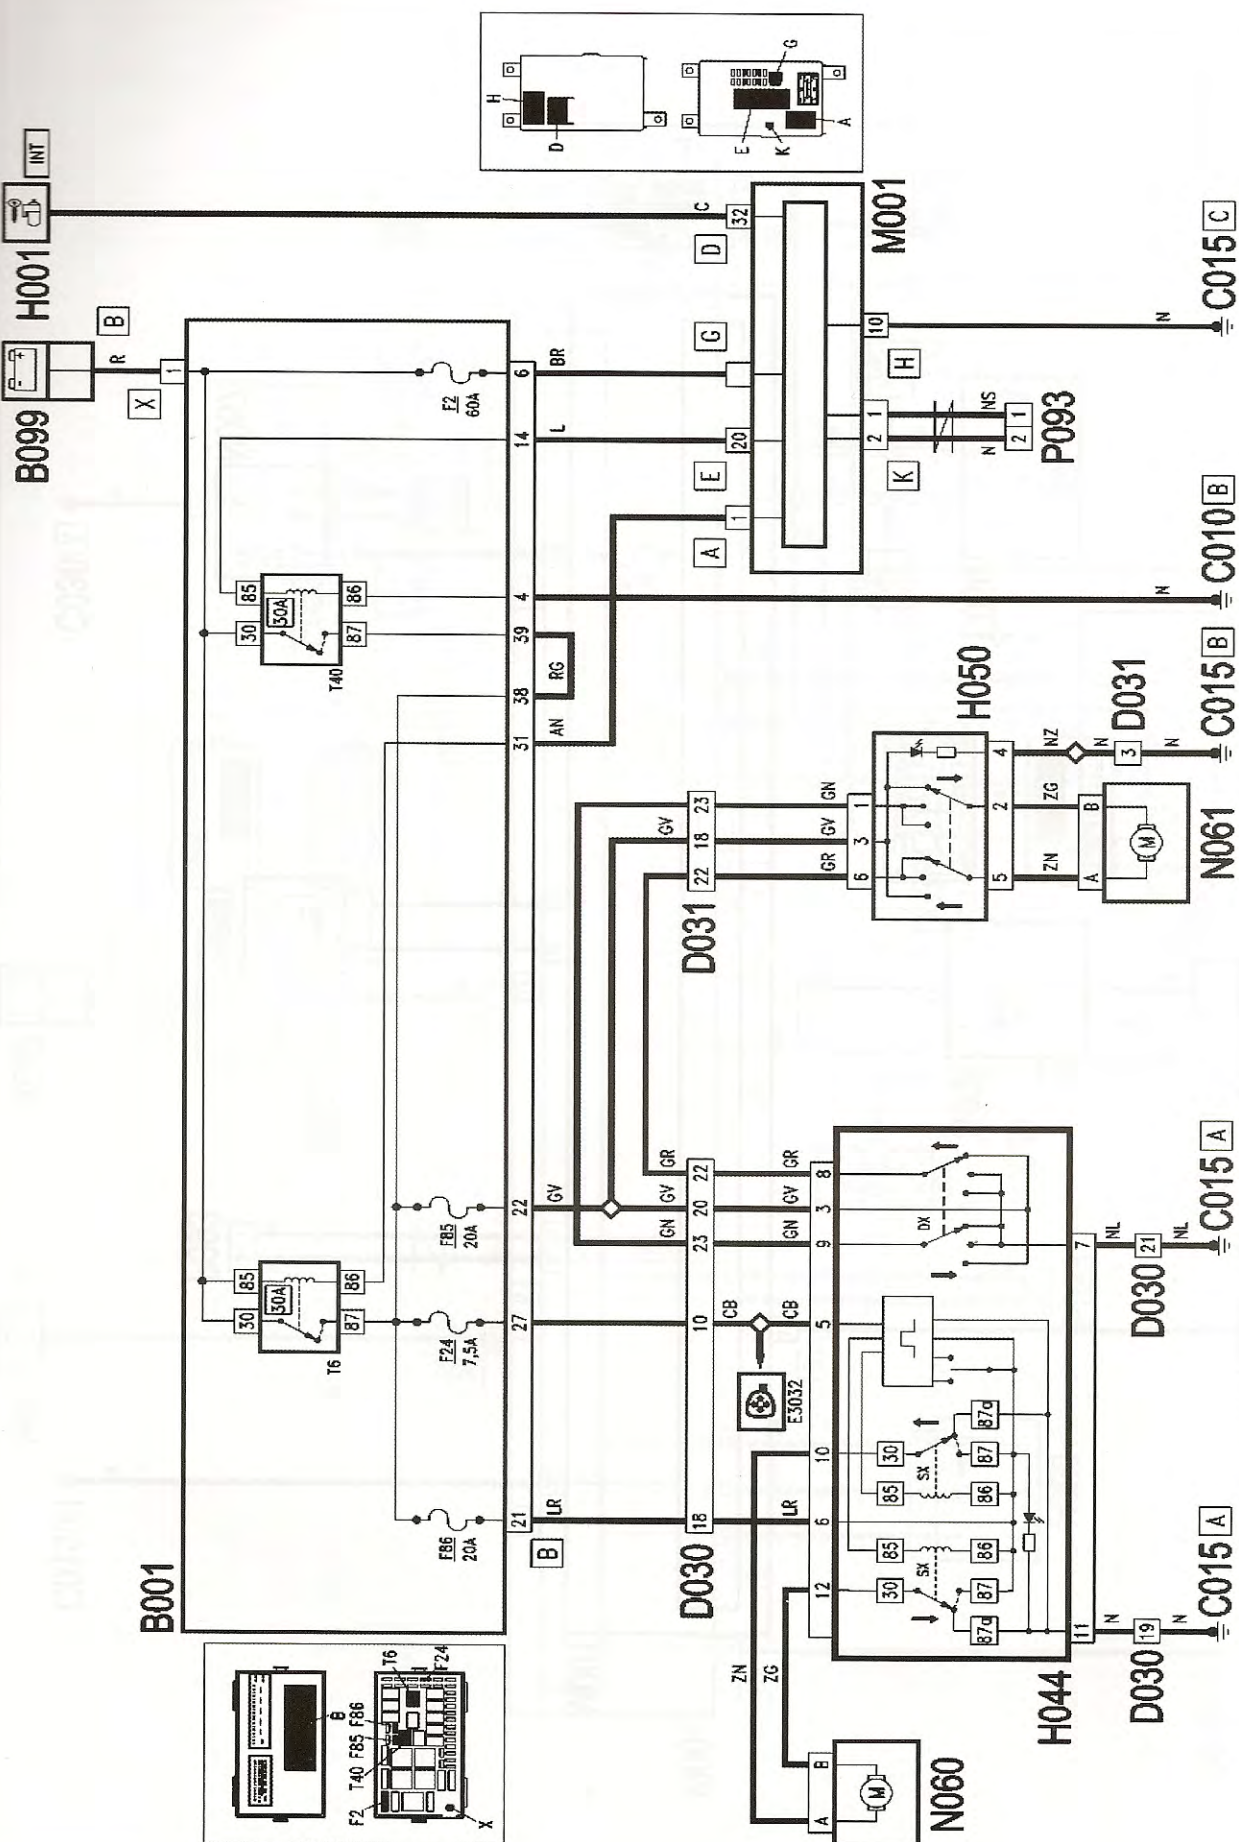 B099
H001
INT
R
B
X
1
C
B001
T6
30
85
30A
87
86
T40
30
85
30A
87
86
F86
20A
F24
7,5A
F85
20A
F2
60A
21
27
22
31
38
39
4
14
6
B
LR
GV
AN
RG
L
BR
A
E
G
D
1
20
32
M001
2
1
10
K
H
N
NS
2
1
P093
N
C015 C
N
C010 B
H
D
G
E
K
A
D030
18
10
23
20
22
CB
GN
GV
GR
LR
CB
GN
GV
GR
E3032
D031
22
18
23
GV
GR
GV
GN
6
3
1
H050
5
2
4
ZN
ZG
NZ
N
A
B
M
N061
3
D031
N
C015 B
12
6
10
5
9
3
8
30
85
85
30
SX
SX
DX
87a
87
86
86
87
87a
H044
11
7
N
NL
D030
19
D030
21
N
NL
C015 A
C015 A
ZN
ZG
A
B
M
N060
B
F2
T40
F85
F86
T6
F24
X